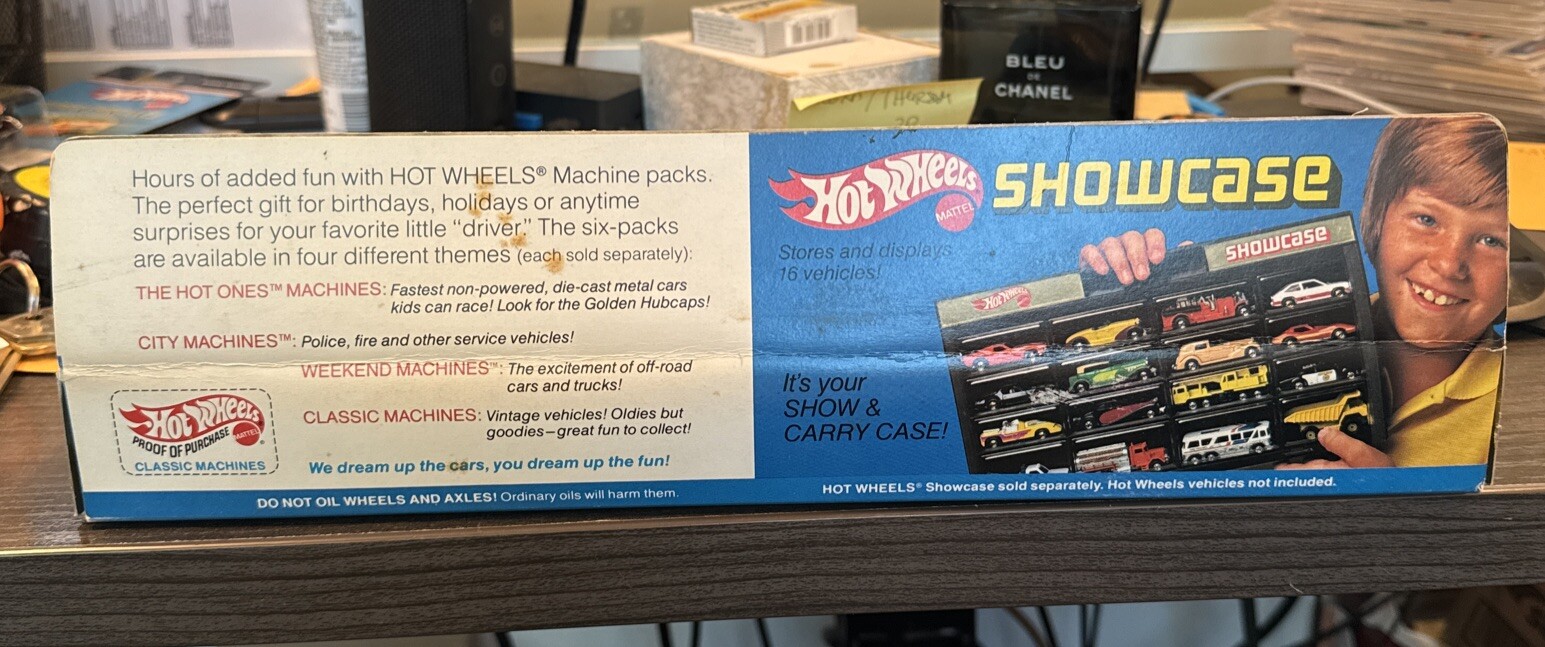 BLEU
DE
CHANEL
Hours of added fun with HOT WHEELS® Machine packs.
The perfect gift for birthdays, holidays or anytime
surprises for your favorite little “driver.” The six-packs
are available in four different themes (each sold separately):
THE HOT ONES™ MACHINES: Fastest non-powered, die-cast metal cars
kids can race! Look for the Golden Hubcaps!
CITY MACHINES™: Police, fire and other service vehicles!
WEEKEND MACHINES™: The excitement of off-road
cars and trucks!
CLASSIC MACHINES: Vintage vehicles! Oldies but
goodies—great fun to collect!
We dream up the cars, you dream up the fun!
Hot Wheels
MATTEL
PROOF OF PURCHASE
CLASSIC MACHINES
DO NOT OIL WHEELS AND AXLES! Ordinary oils will harm them.
Hot Wheels
MATTEL
SHOWCASE
Stores and displays
16 vehicles!
Hot Wheels
SHOWCASE
It's your
SHOW &
CARRY CASE!
HOT WHEELS® Showcase sold separately. Hot Wheels vehicles not included.